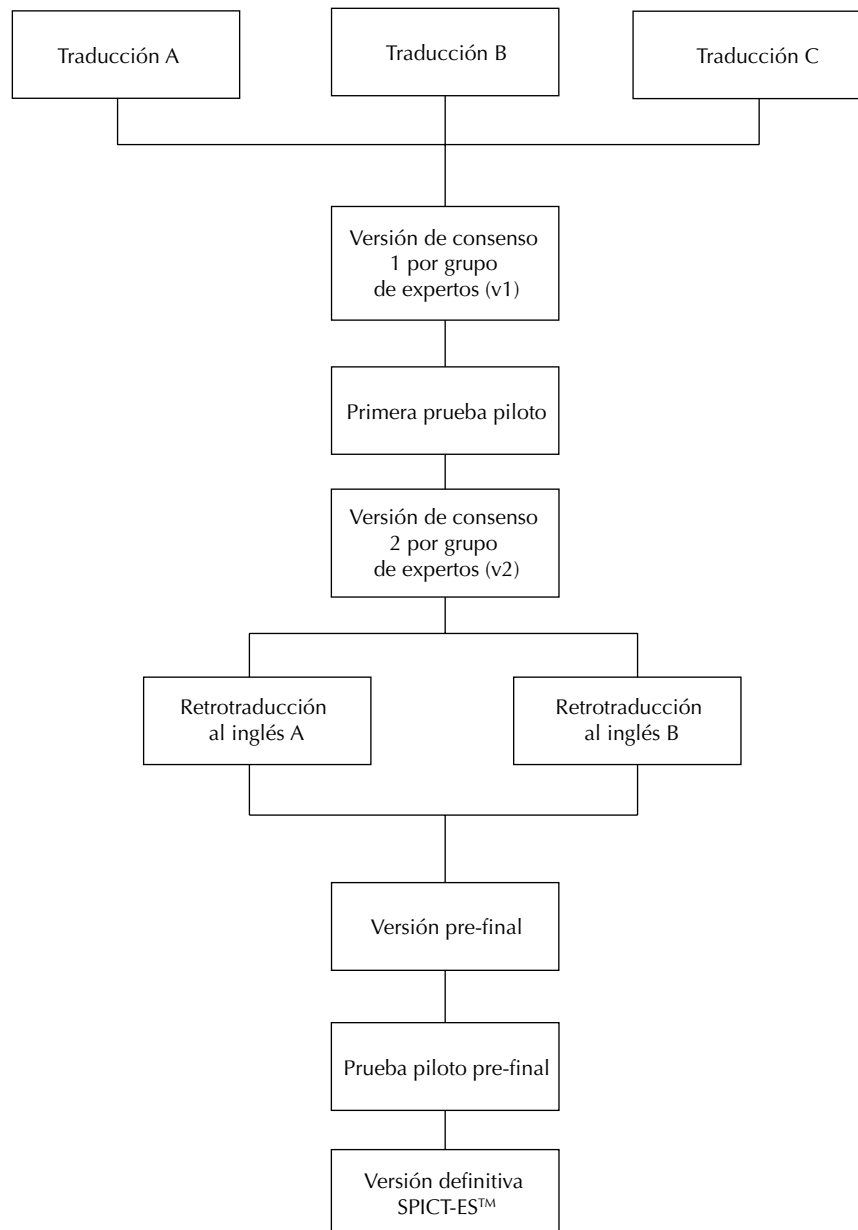 Traducción A
Traducción B
Traducción C
Versión de consenso
1 por grupo
de expertos (v1)
Primera prueba piloto
Versión de consenso
2 por grupo
de expertos (v2)
Retrotraducción
al inglés A
Retrotraducción
al inglés B
Versión pre-final
Prueba piloto pre-final
Versión definitiva
SPICT-ES™